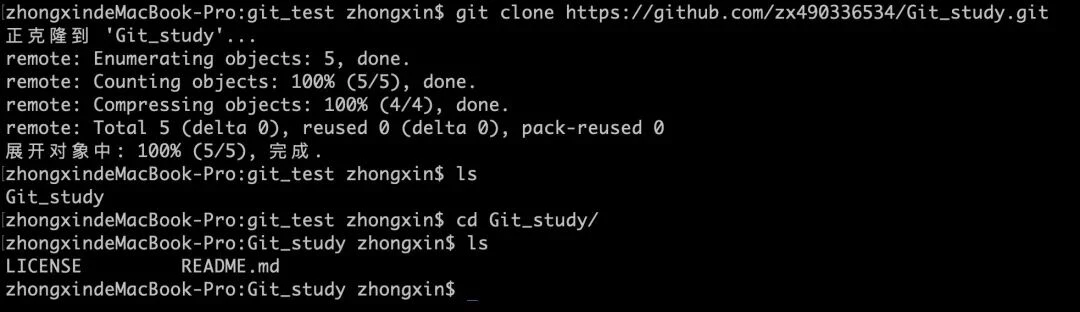 zhongxindeMacBook-Pro:git_test zhongxin$ git clone https://github.com/zx490336534/Git_study.git
正克隆到 'Git_study'...
remote: Enumerating objects: 5, done.
remote: Counting objects: 100% (5/5), done.
remote: Compressing objects: 100% (4/4), done.
remote: Total 5 (delta 0), reused 0 (delta 0), pack-reused 0
展开对象中: 100% (5/5), 完成.
[zhongxindeMacBook-Pro:git_test zhongxin$ ls
Git_study
[zhongxindeMacBook-Pro:git_test zhongxin$ cd Git_study/
[zhongxindeMacBook-Pro:Git_study zhongxin$ ls
LICENSE README.md
zhongxindeMacBook-Pro:Git_study zhongxin$ _